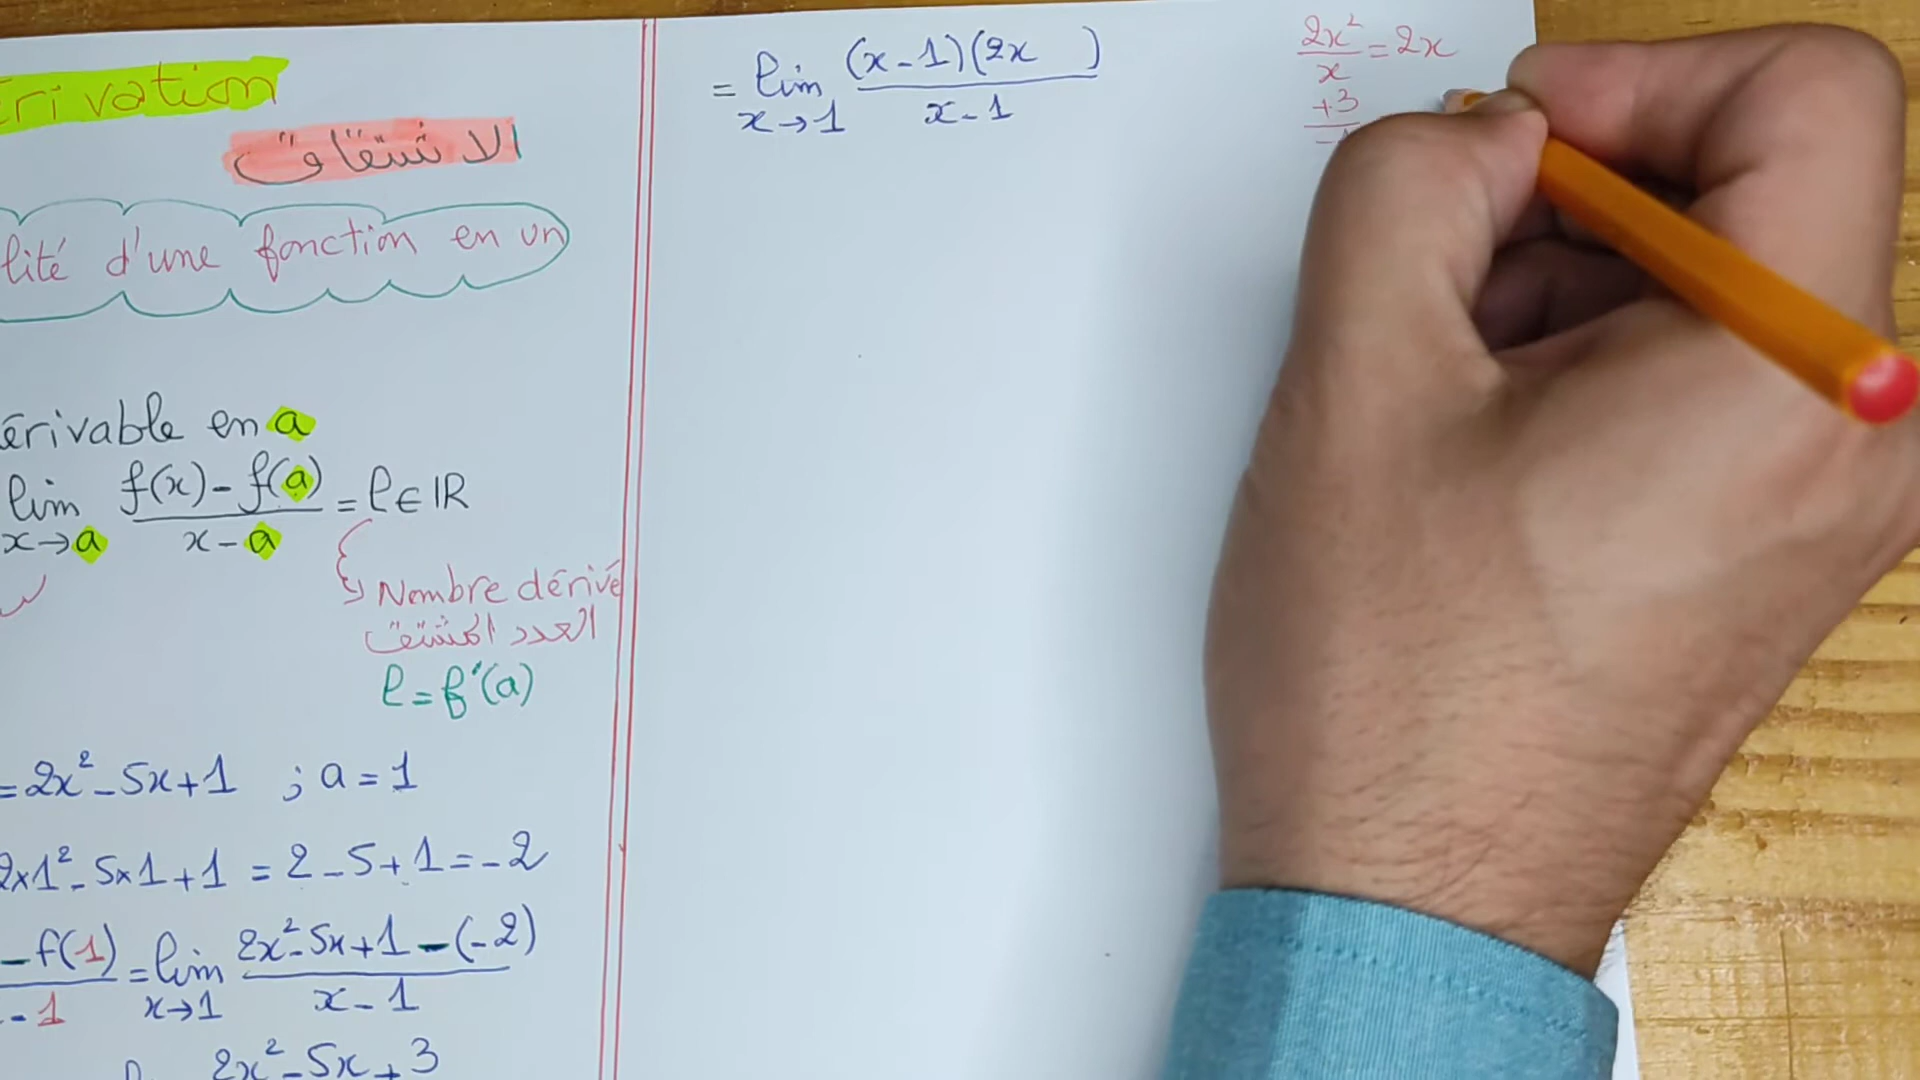 érivation
الاشتقاق
lité d'une fonction en un
érivable en a
lim f(x) - f(a) / x - a = l ∈ IR
x → a
Nombre dérivé
العدد المشتق
l = f'(a)
= 2x² - 5x + 1 ; a = 1
2x1² - 5x1 + 1 = 2 - 5 + 1 = -2
- f(1) / - 1 = lim 2x² - 5x + 1 - (-2) / x - 1
x → 1
2x² - 5x + 3
= lim (x - 1)(2x ) / x - 1
x → 1
2x² / x = 2x
+3